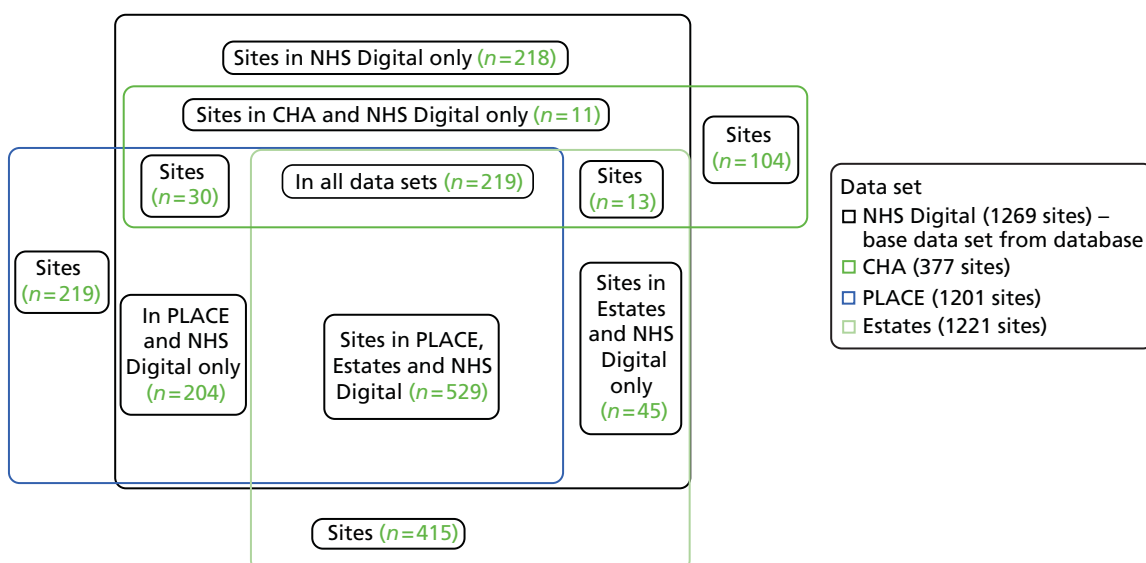 Sites in NHS Digital only (n=218)
Sites in CHA and NHS Digital only (n=11)
Sites
(n=104)
Sites
(n=30)
In all data sets (n=219)
Sites
(n=13)
Sites
(n=219)
In PLACE
and NHS
Digital only
(n=204)
Sites in PLACE,
Estates and NHS
Digital (n=529)
Sites in
Estates
and NHS
Digital
only
(n=45)
Sites (n=415)
Data set
NHS Digital (1269 sites) –
base data set from database
CHA (377 sites)
PLACE (1201 sites)
Estates (1221 sites)